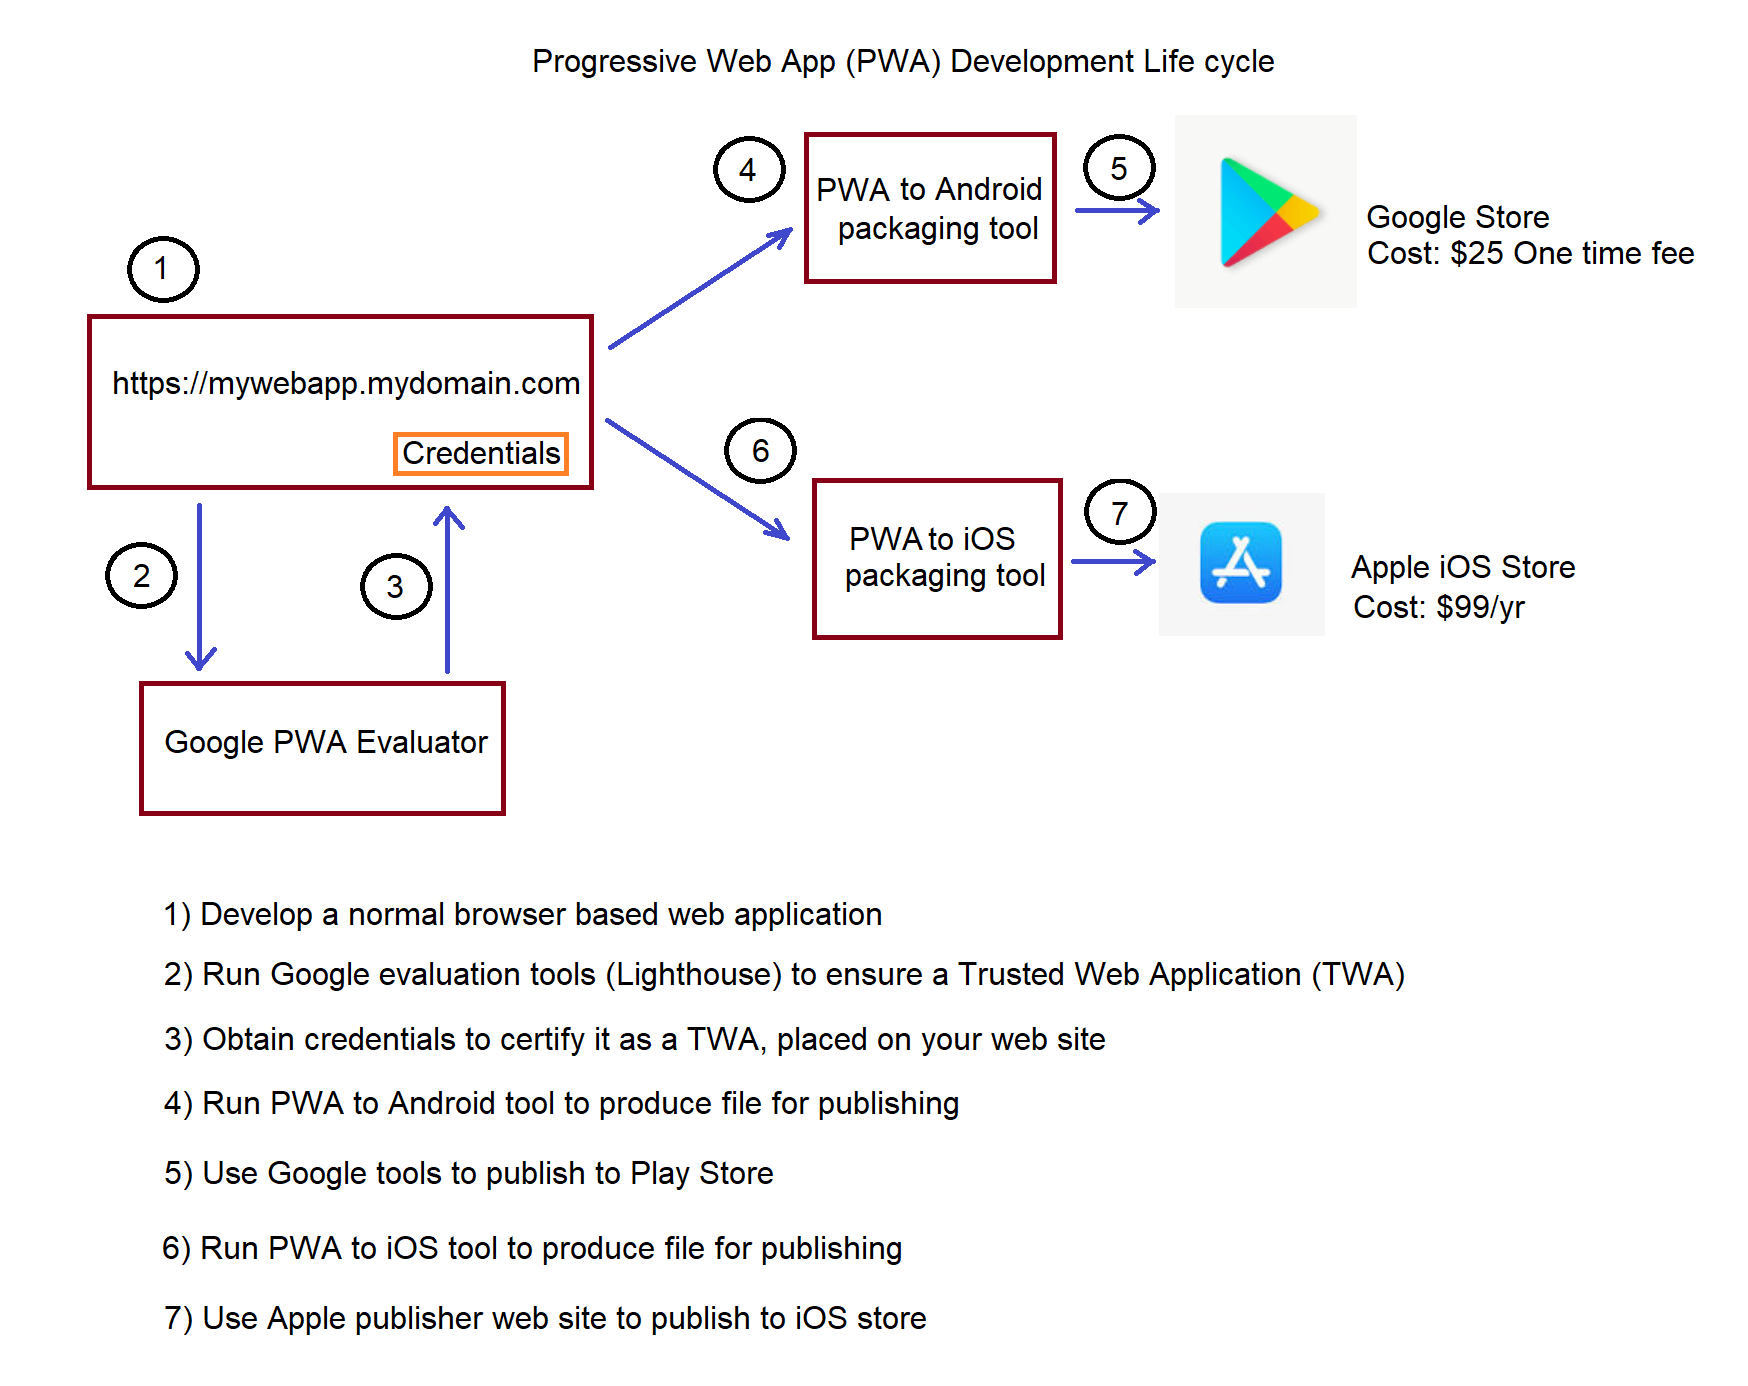 Progressive Web App (PWA) Development Life cycle
1
https://mywebapp.mydomain.com
Credentials
2
3
Google PWA Evaluator
4
PWA to Android
packaging tool
5
Google Store
Cost: $25 One time fee
6
PWA to iOS
packaging tool
7
Apple iOS Store
Cost: $99/yr
1) Develop a normal browser based web application
2) Run Google evaluation tools (Lighthouse) to ensure a Trusted Web Application (TWA)
3) Obtain credentials to certify it as a TWA, placed on your web site
4) Run PWA to Android tool to produce file for publishing
5) Use Google tools to publish to Play Store
6) Run PWA to iOS tool to produce file for publishing
7) Use Apple publisher web site to publish to iOS store